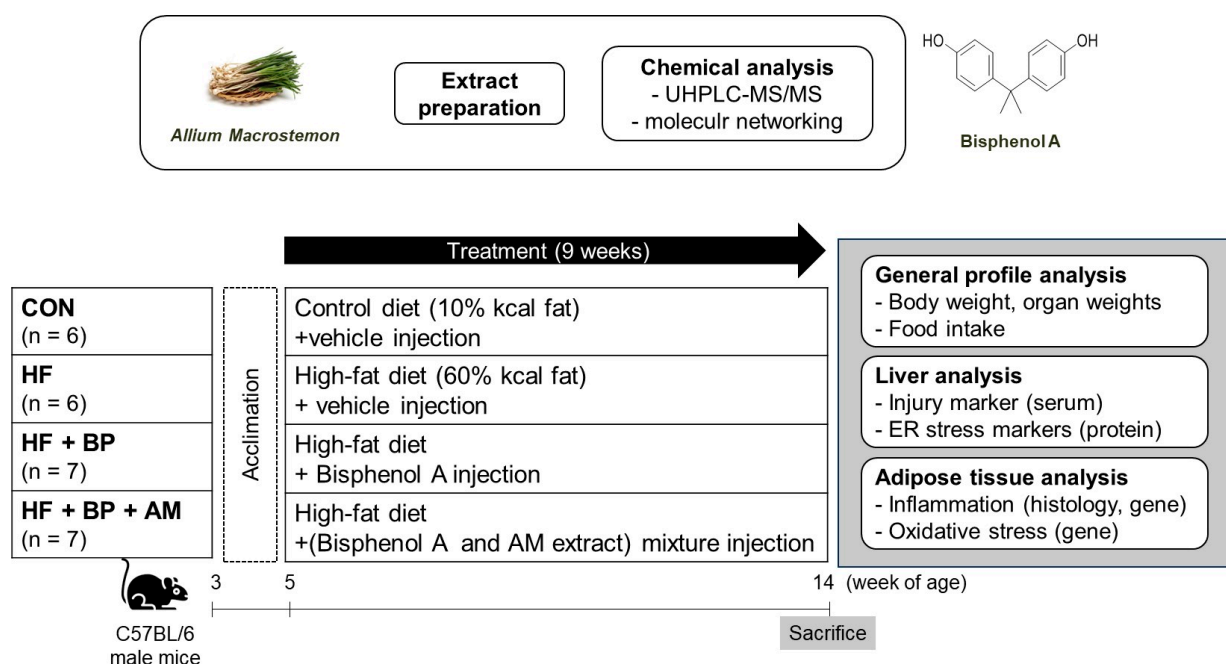 Allium Macrostemon
Extract
preparation
Chemical analysis
- UHPLC-MS/MS
- moleculr networking
HO
OH
Bisphenol A
Treatment (9 weeks)
CON
(n = 6)
HF
(n = 6)
HF + BP
(n = 7)
HF + BP + AM
(n = 7)
Acclimation
Control diet (10% kcal fat)
+vehicle injection
High-fat diet (60% kcal fat)
+ vehicle injection
High-fat diet
+ Bisphenol A injection
High-fat diet
+(Bisphenol A and AM extract) mixture injection
General profile analysis
- Body weight, organ weights
- Food intake
Liver analysis
- Injury marker (serum)
- ER stress markers (protein)
Adipose tissue analysis
- Inflammation (histology, gene)
- Oxidative stress (gene)
3
5
14 (week of age)
C57BL/6
male mice
Sacrifice